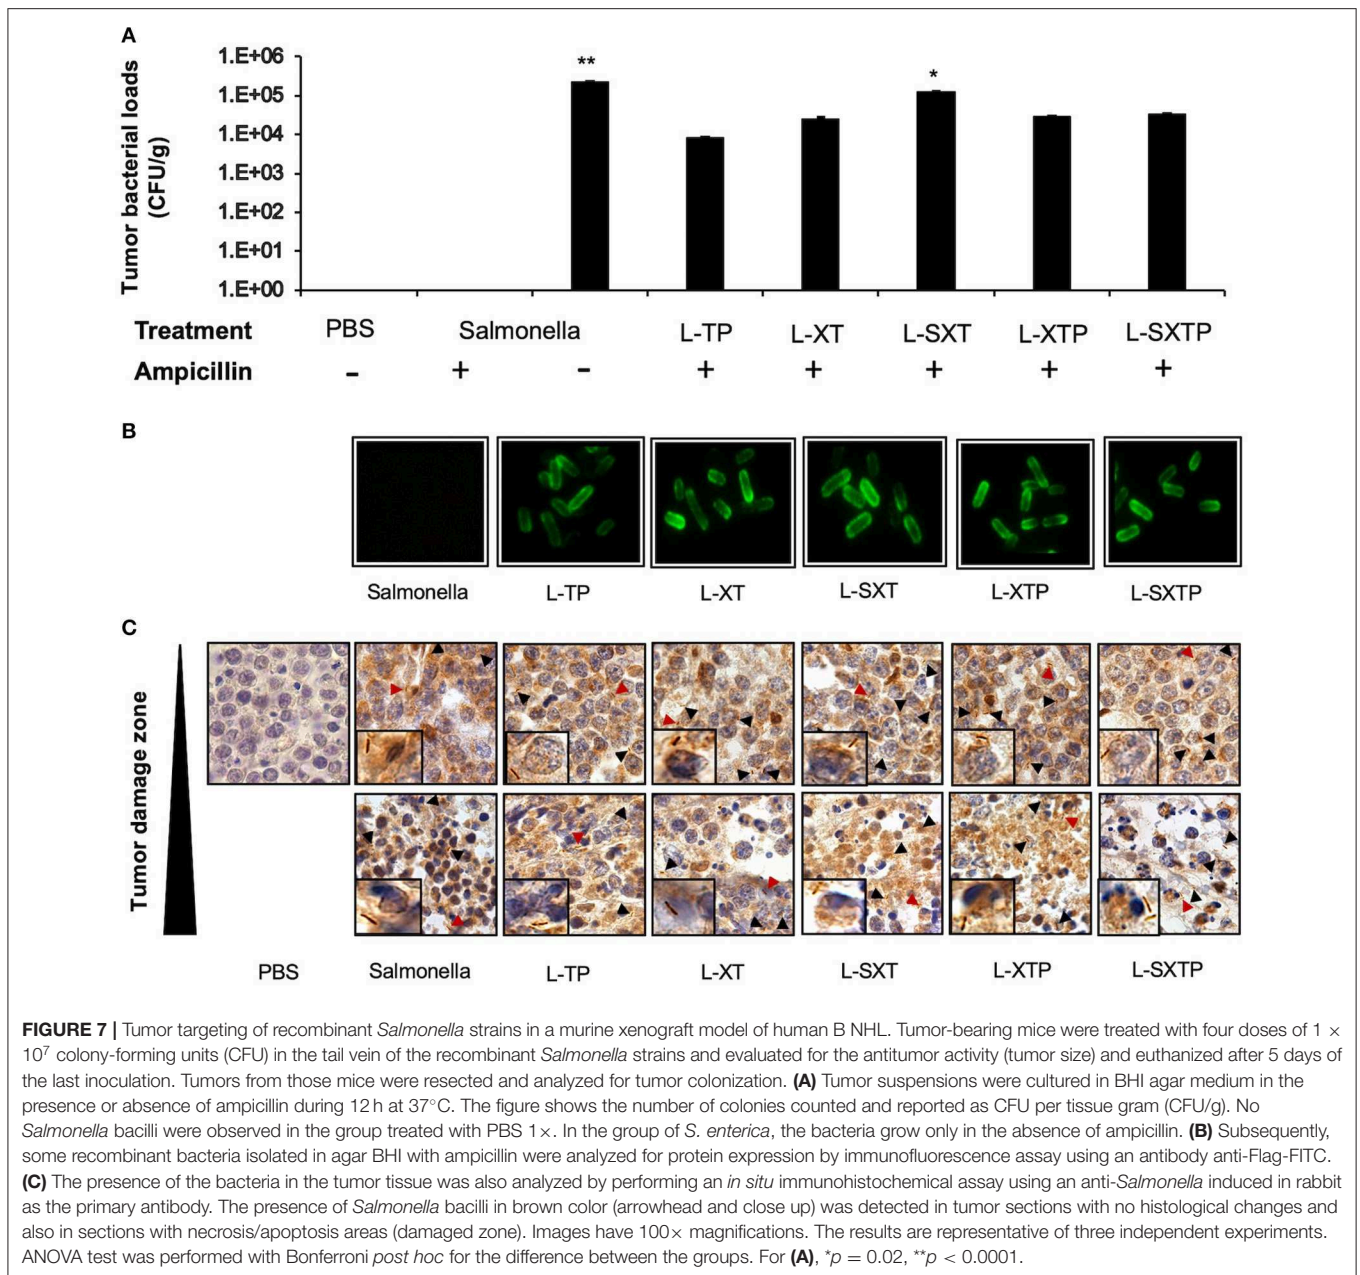 A
Tumor bacterial loads
(CFU/g)
1.E+06
1.E+05
1.E+04
1.E+03
1.E+02
1.E+01
1.E+00
**
*
Treatment PBS Salmonella L-TP L-XT L-SXT L-XTP L-SXTP
Ampicillin – + – + + + + +
B
Salmonella L-TP L-XT L-SXT L-XTP L-SXTP
C
Tumor damage zone
PBS Salmonella L-TP L-XT L-SXT L-XTP L-SXTP
FIGURE 7 | Tumor targeting of recombinant Salmonella strains in a murine xenograft model of human B NHL. Tumor-bearing mice were treated with four doses of 1 ×
10⁷ colony-forming units (CFU) in the tail vein of the recombinant Salmonella strains and evaluated for the antitumor activity (tumor size) and euthanized after 5 days of
the last inoculation. Tumors from those mice were resected and analyzed for tumor colonization. (A) Tumor suspensions were cultured in BHI agar medium in the
presence or absence of ampicillin during 12 h at 37°C. The figure shows the number of colonies counted and reported as CFU per tissue gram (CFU/g). No
Salmonella bacilli were observed in the group treated with PBS 1×. In the group of S. enterica, the bacteria grow only in the absence of ampicillin. (B) Subsequently,
some recombinant bacteria isolated in agar BHI with ampicillin were analyzed for protein expression by immunofluorescence assay using an antibody anti-Flag-FITC.
(C) The presence of the bacteria in the tumor tissue was also analyzed by performing an in situ immunohistochemical assay using an anti-Salmonella induced in rabbit
as the primary antibody. The presence of Salmonella bacilli in brown color (arrowhead and close up) was detected in tumor sections with no histological changes and
also in sections with necrosis/apoptosis areas (damaged zone). Images have 100× magnifications. The results are representative of three independent experiments.
ANOVA test was performed with Bonferroni post hoc for the difference between the groups. For (A), *p = 0.02, **p < 0.0001.